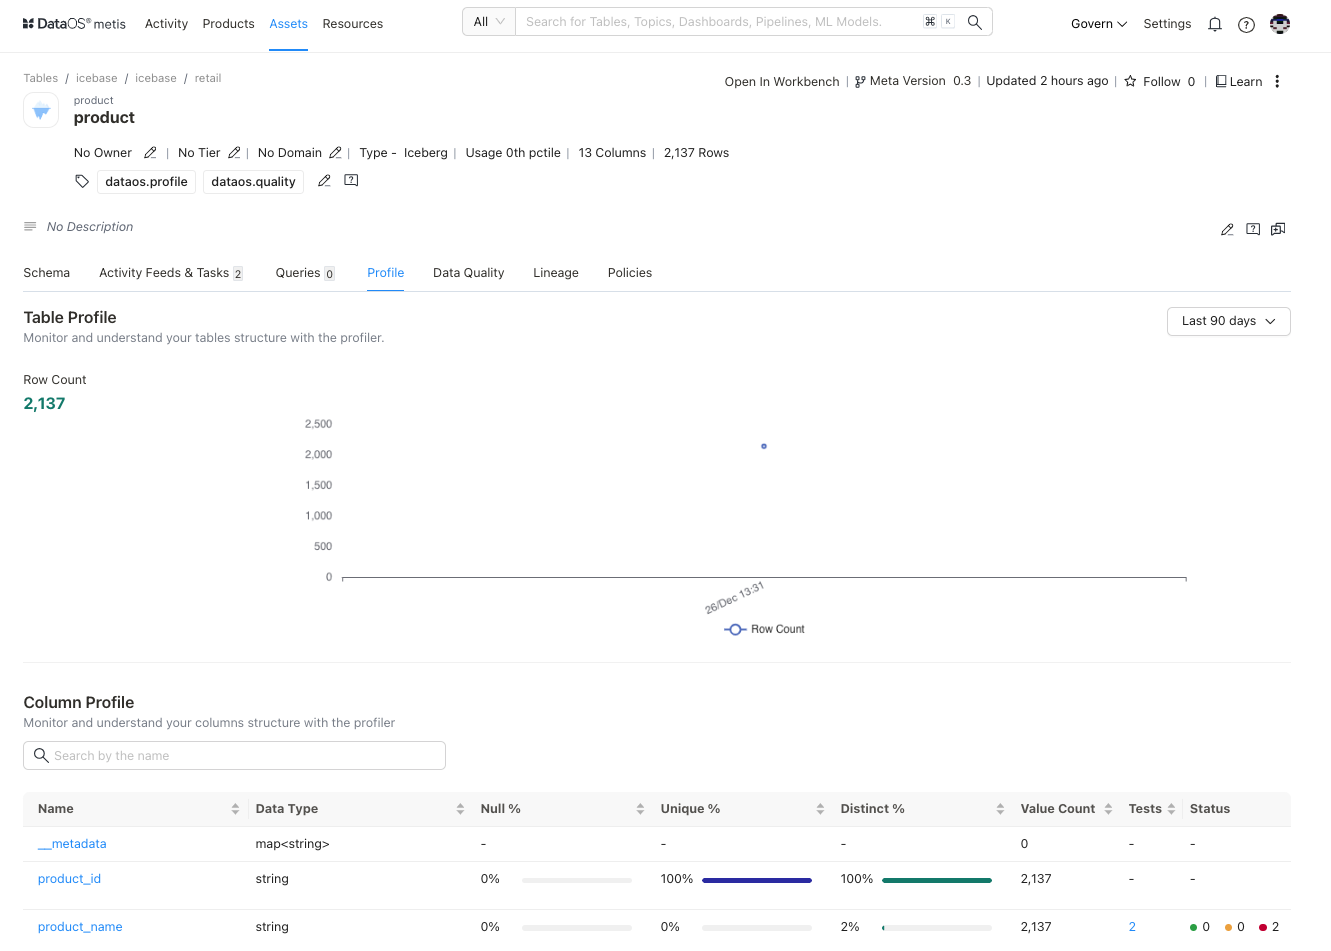 DataOS® metis Activity Products Assets Resources All Search for Tables, Topics, Dashboards, Pipelines, ML Models. ⌘ K Govern Settings
Tables / icebase / icebase / retail
Open In Workbench | Meta Version 0.3 | Updated 2 hours ago | Follow 0 | Learn
product
product
No Owner | No Tier | No Domain | Type - Iceberg | Usage 0th pctile | 13 Columns | 2,137 Rows
dataos.profile dataos.quality
No Description
Schema Activity Feeds & Tasks 2 Queries 0 Profile Data Quality Lineage Policies
Table Profile
Monitor and understand your tables structure with the profiler.
Last 90 days
Row Count
2,137
2,500
2,000
1,500
1,000
500
0
26/Dec 13:31
Row Count
Column Profile
Monitor and understand your columns structure with the profiler
Search by the name
Name Data Type Null % Unique % Distinct % Value Count Tests Status
__metadata map<string> - - - 0 - -
product_id string 0% 100% 100% 2,137 - -
product_name string 0% 0% 2% 2,137 2 0 0 2